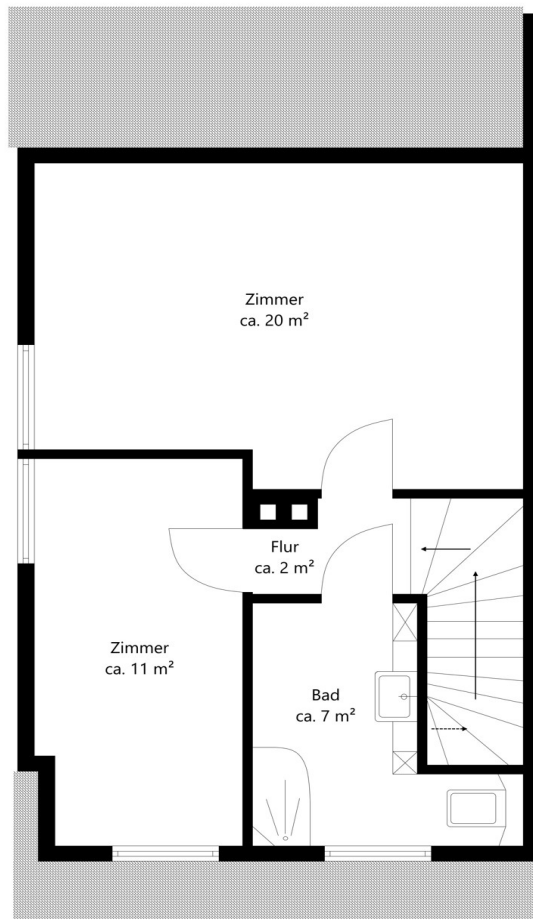 Zimmer
ca. 20 m²
Flur
ca. 2 m²
Zimmer
ca. 11 m²
Bad
ca. 7 m²